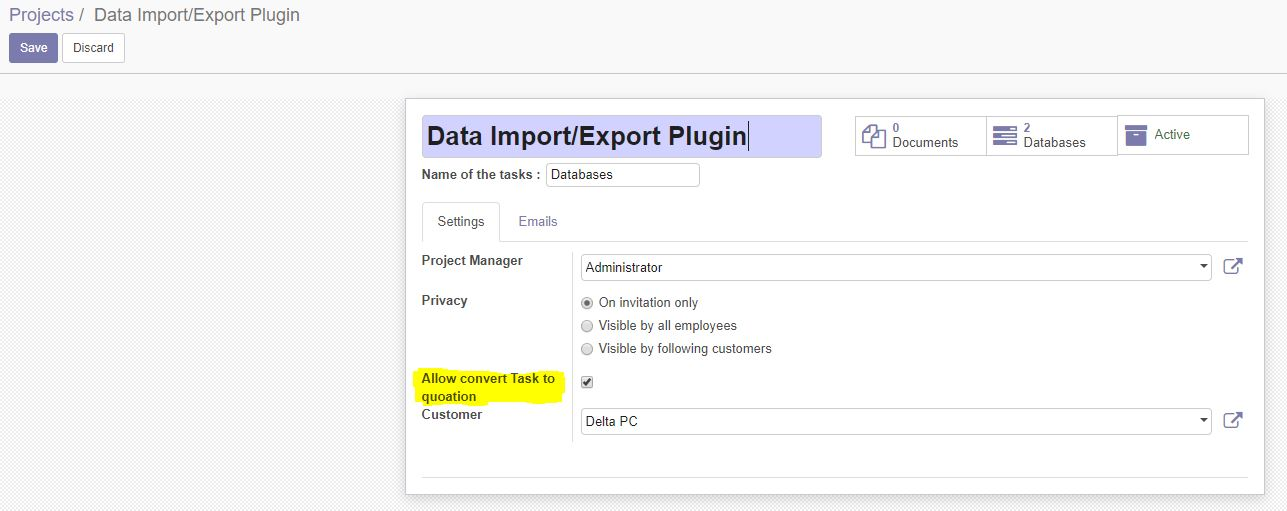 Projects / Data Import/Export Plugin
Save Discard
Data Import/Export Plugin
0 Documents
2 Databases
Active
Name of the tasks : Databases
Settings Emails
Project Manager Administrator
Privacy On invitation only
Visible by all employees
Visible by following customers
Allow convert Task to
quoation
Customer Delta PC